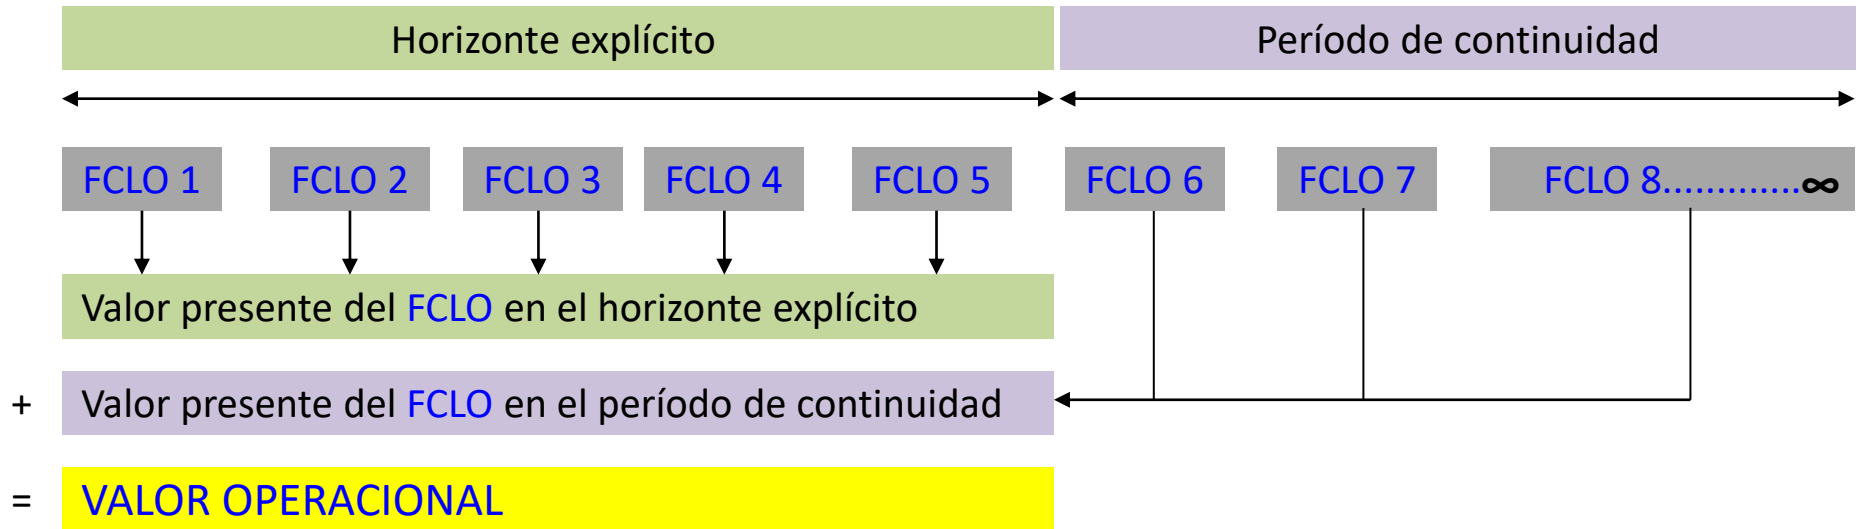 Horizonte explícito
Período de continuidad
FCLO 1
FCLO 2
FCLO 3
FCLO 4
FCLO 5
FCLO 6
FCLO 7
FCLO 8.............∞
Valor presente del FCLO en el horizonte explícito
+ Valor presente del FCLO en el período de continuidad
= VALOR OPERACIONAL